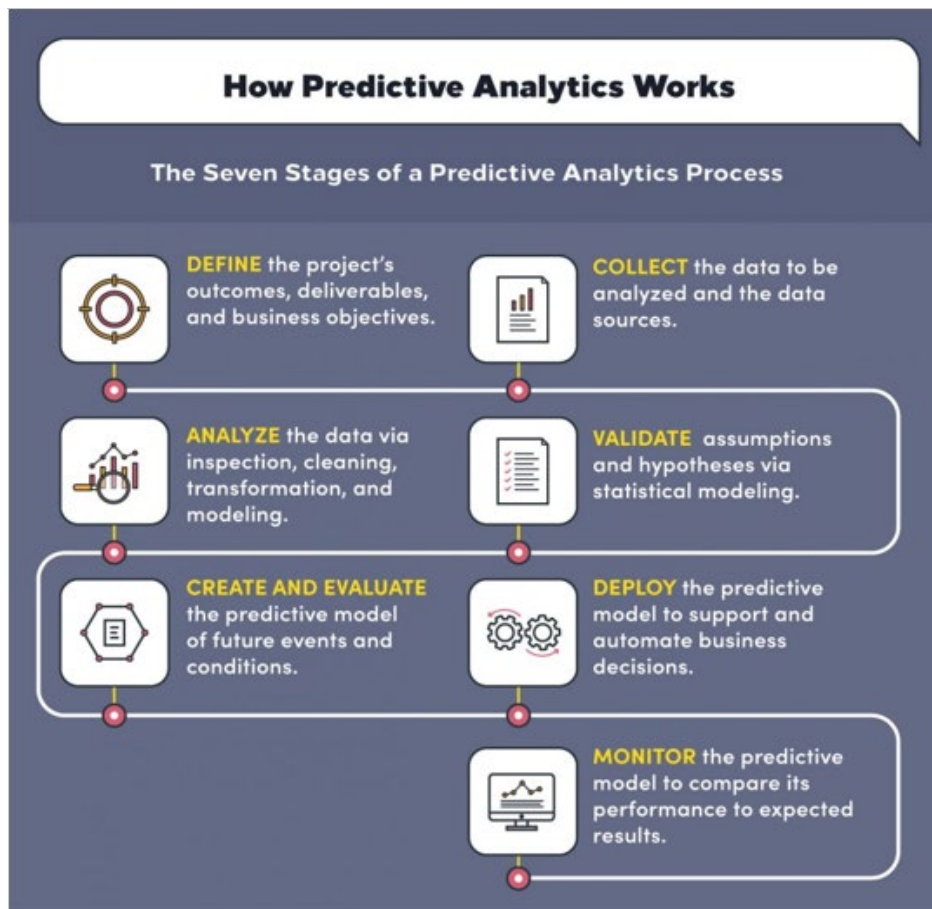 How Predictive Analytics Works
The Seven Stages of a Predictive Analytics Process
DEFINE the project's
outcomes, deliverables,
and business objectives.
COLLECT the data to be
analyzed and the data
sources.
ANALYZE the data via
inspection, cleaning,
transformation, and
modeling.
VALIDATE assumptions
and hypotheses via
statistical modeling.
CREATE AND EVALUATE
the predictive model
of future events and
conditions.
DEPLOY the predictive
model to support and
automate business
decisions.
MONITOR the predictive
model to compare its
performance to expected
results.